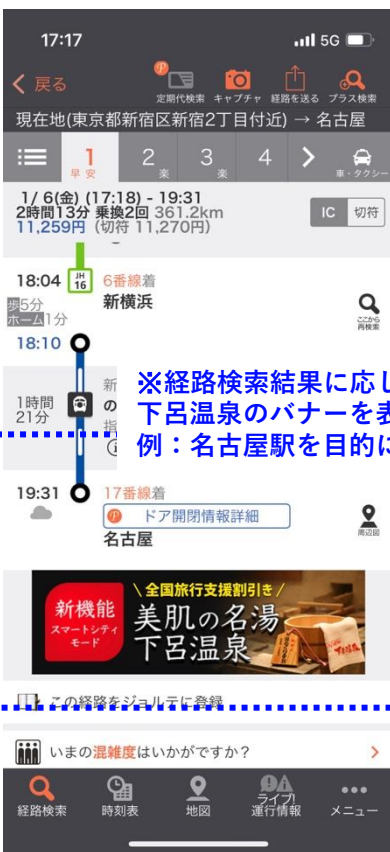 17:17
5G
戻る
定期代検索 キャプチャ 経路を送る プラス検索
現在地(東京都新宿区新宿2丁目付近) → 名古屋
1 2 3 4
早 安 楽 楽 車・タクシー
1/ 6(金) (17:18) - 19:31
2時間13分 乗換2回 361.2km
11,259円 (切符 11,270円)
IC 切符
18:04 JH 16 6番線着
歩5分 新横浜
ホーム1分
ここから
再検索
18:10
新
※経路検索結果に応じ
1時間 の 下呂温泉のバナーを表
21分 指
例：名古屋駅を目的に
19:31 17番線着
P ドア開閉情報詳細
名古屋
周辺図
新機能
スマートシティ
モード
全国旅行支援割引き
美肌の名湯
下呂温泉
この経路をジョルテに登録
いまの混雑度はいかがですか？
経路検索 時刻表 地図 ライブ! 運行情報 メニュー